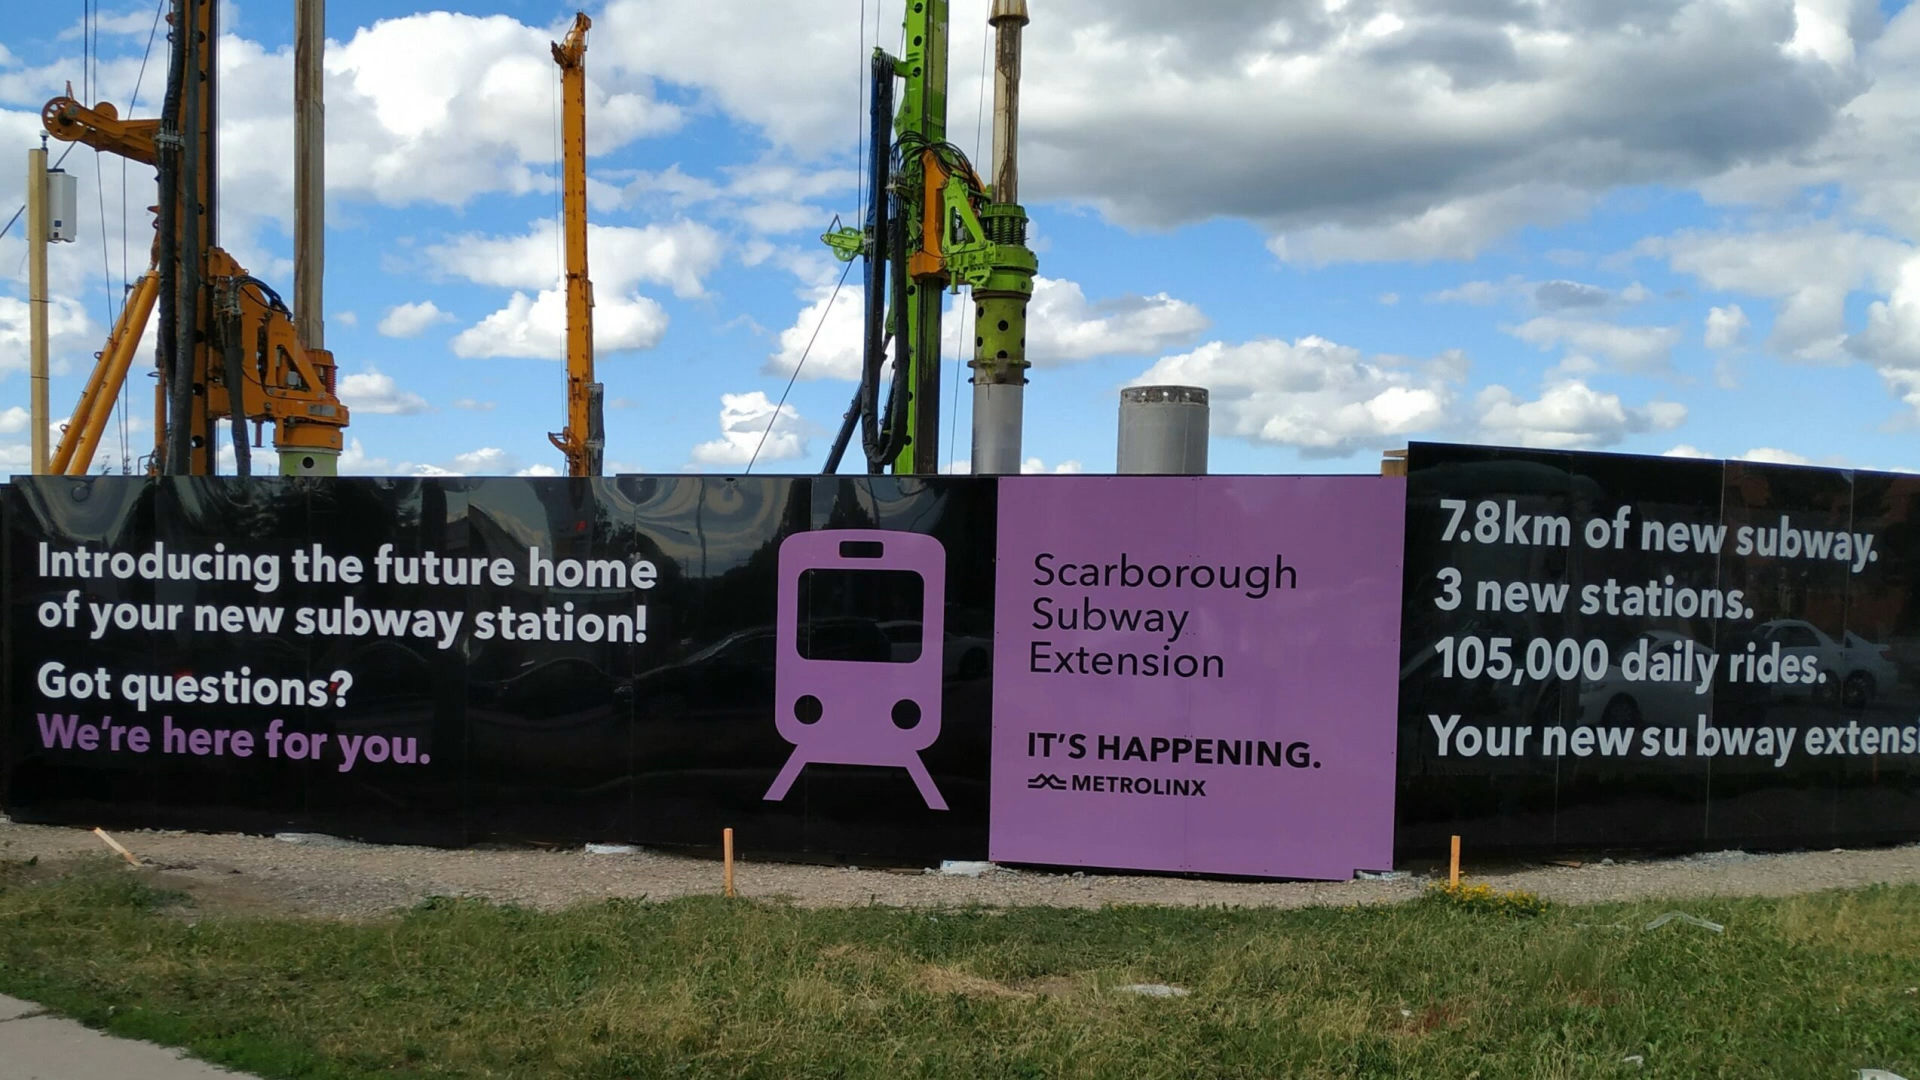 Introducing the future home
of your new subway station!
Got questions?
We're here for you.
Scarborough
Subway
Extension
IT'S HAPPENING.
METROLINX
7.8km of new subway.
3 new stations.
105,000 daily rides.
Your new subway extensi